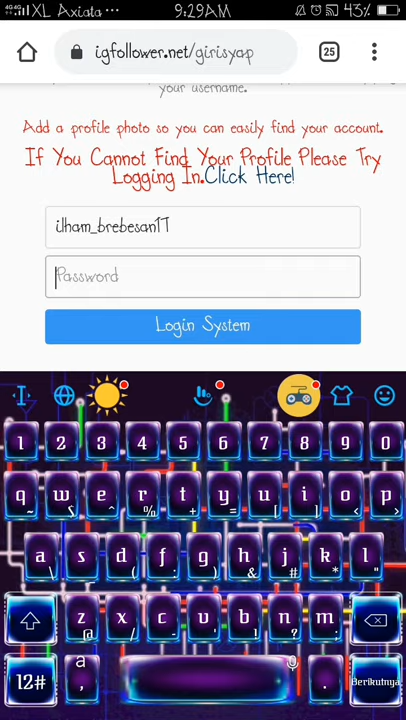 XL Axiata ... 9:29AM 43%
igfollower.net/girisyap 25
your username.
Add a profile photo so you can easily find your account.
If You Cannot Find Your Profile Please Try
Logging In.Click Here!
ilham_brebesan17
Password
Login System
1 2 3 4 5 6 7 8 9 0
q w e r t y u i o p
~ ^ % + = [ ] < >
a s d f g h j k l
\ ( : ) & # * "
z x c v b n m
@ / - ' ! ? ;
12# a , . Berikutnya